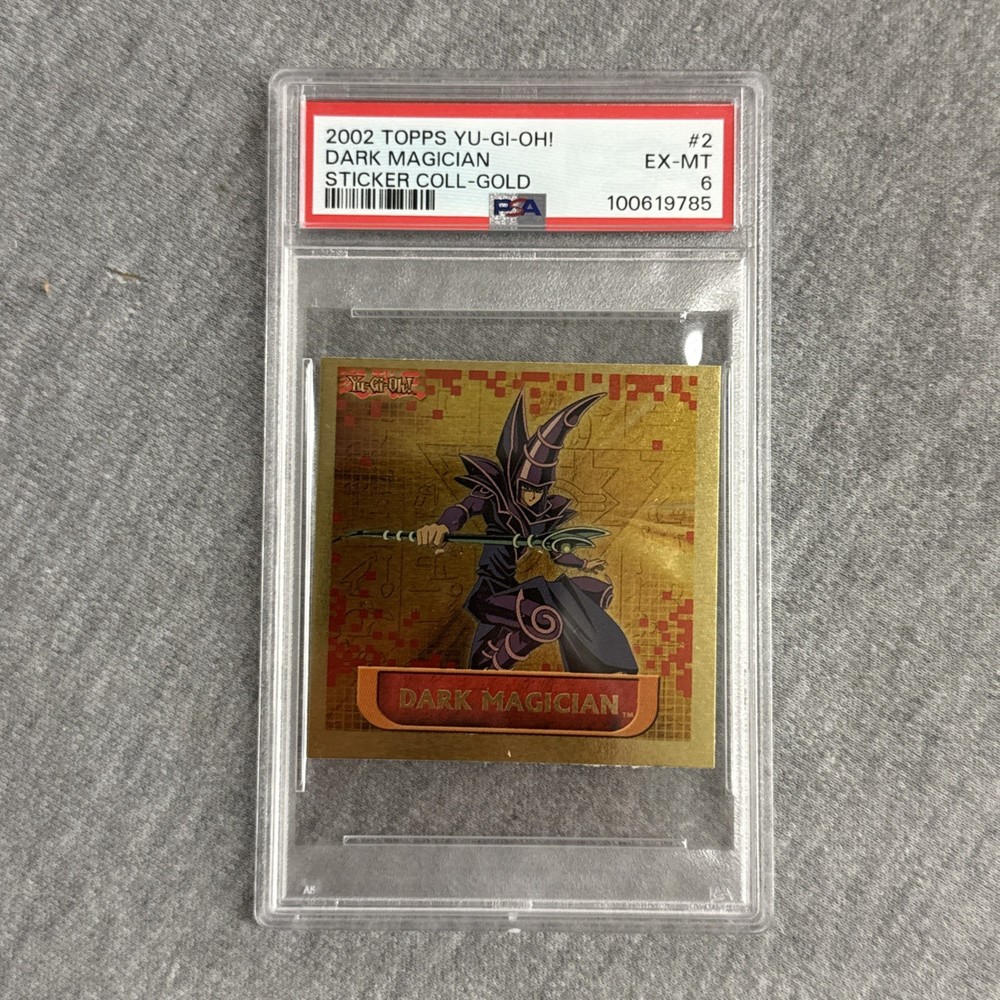 2002 TOPPS YU-GI-OH! #2
DARK MAGICIAN EX-MT
STICKER COLL-GOLD 6
PSA 100619785
Yu-Gi-Oh!
DARK MAGICIAN™